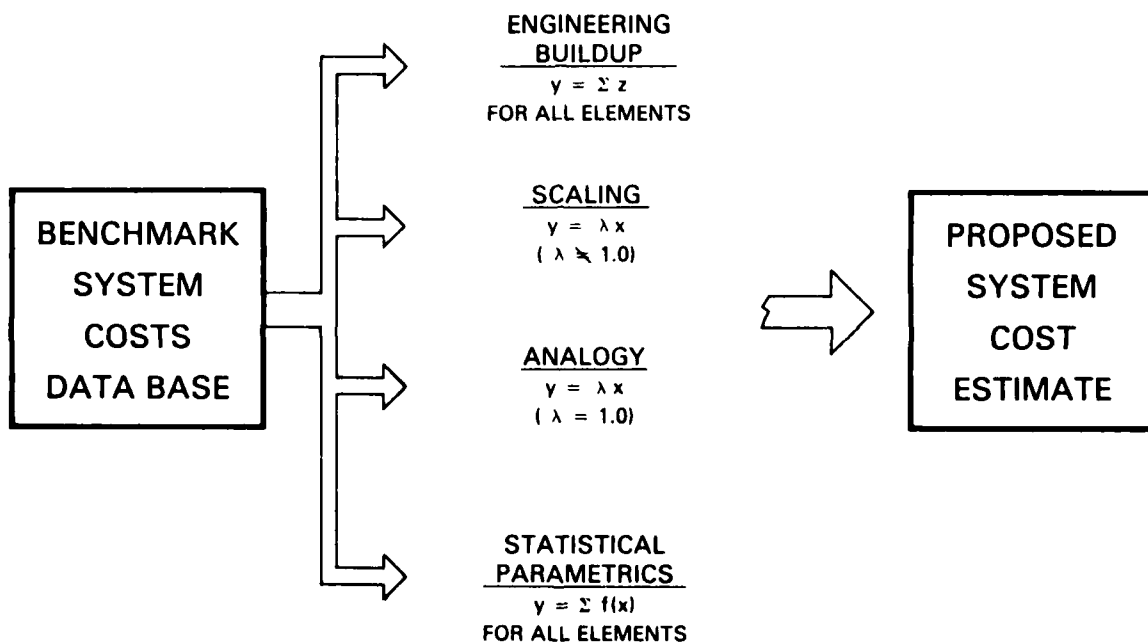 BENCHMARK
SYSTEM
COSTS
DATA BASE
ENGINEERING
BUILDUP
y = Σ z
FOR ALL ELEMENTS
SCALING
y = λ x
( λ ≠ 1.0)
ANALOGY
y = λ x
( λ = 1.0)
STATISTICAL
PARAMETRICS
y = Σ f(x)
FOR ALL ELEMENTS
PROPOSED
SYSTEM
COST
ESTIMATE